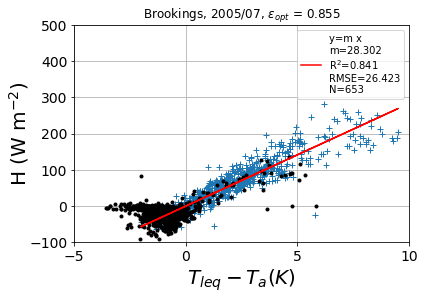 Brookings, 2005/07, ε_opt = 0.855
500
400
300
200
100
0
−100
H (W m⁻²)
y=m x
m=28.302
R²=0.841
RMSE=26.423
N=653
−5 0 5 10
T_leq − T_a(K)